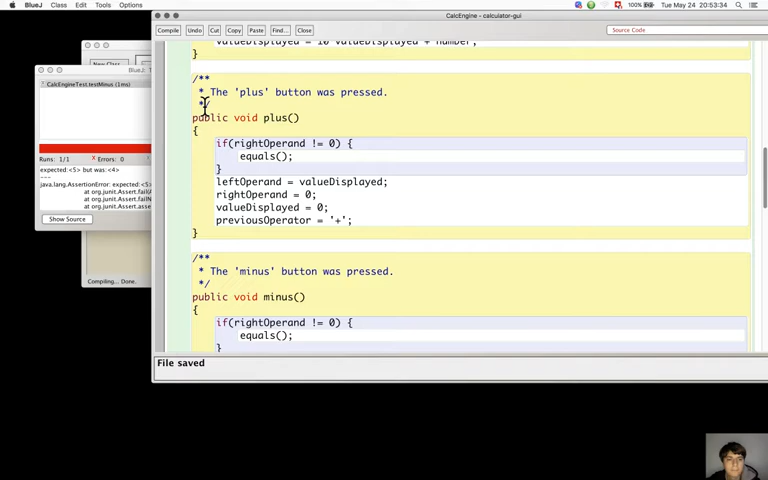 BlueJ Class Edit Tools Options
100% Tue May 24 20:53:34
CalcEngine - calculator-gui
Compile Undo Cut Copy Paste Find... Close
Source Code
valueDisplayed = 10*valueDisplayed + number;
}
/**
* The 'plus' button was pressed.
*/
public void plus()
{
if(rightOperand != 0) {
equals();
}
leftOperand = valueDisplayed;
rightOperand = 0;
valueDisplayed = 0;
previousOperator = '+';
}
/**
* The 'minus' button was pressed.
*/
public void minus()
{
if(rightOperand != 0) {
equals();
}
File saved
New Class
BlueJ:
CalcEngineTest.testMinus (1ms)
Runs: 1/1 X Errors: 0
expected:<5> but was:<4>
java.lang.AssertionError: expected:<5>
at org.junit.Assert.fail(A
at org.junit.Assert.failN
at org.junit.Assert.asse
Show Source
Compiling... Done.